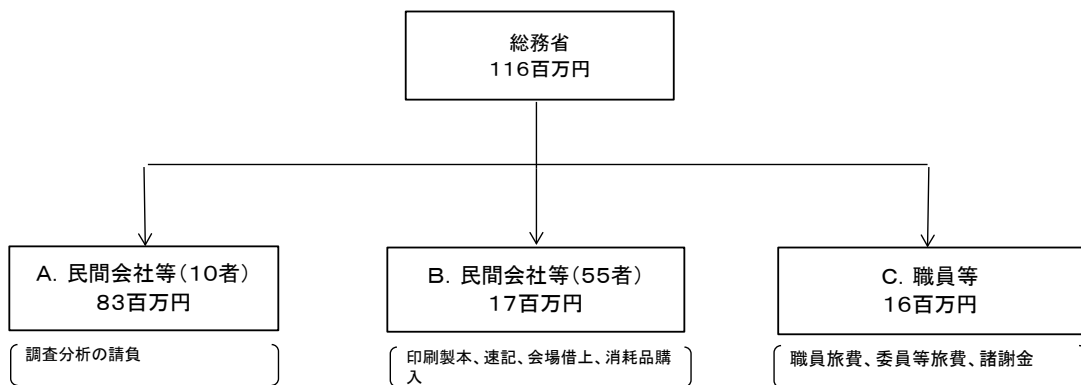 総務省
116百万円
A. 民間会社等(10者)
83百万円
B. 民間会社等(55者)
17百万円
C. 職員等
16百万円
調査分析の請負
印刷製本、速記、会場借上、消耗品購
入
職員旅費、委員等旅費、諸謝金